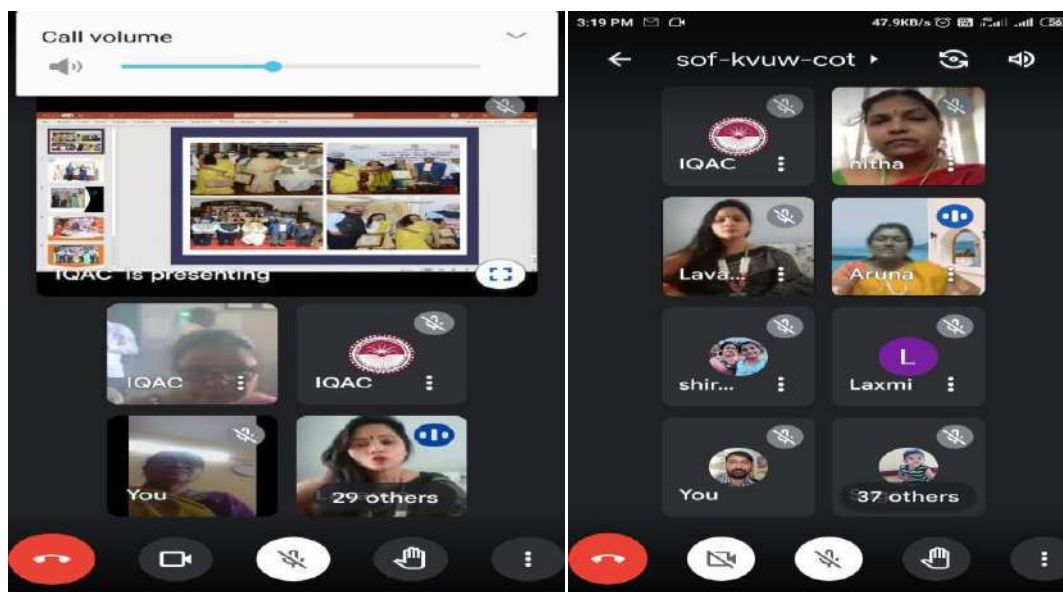 Call volume
IQAC is presenting
IQAC
IQAC
You
29 others
3:19 PM
47.9KB/s
56
sof-kvuw-cot
IQAC
nitha
Lava...
Aruna
shir...
L
Laxmi
You
37 others